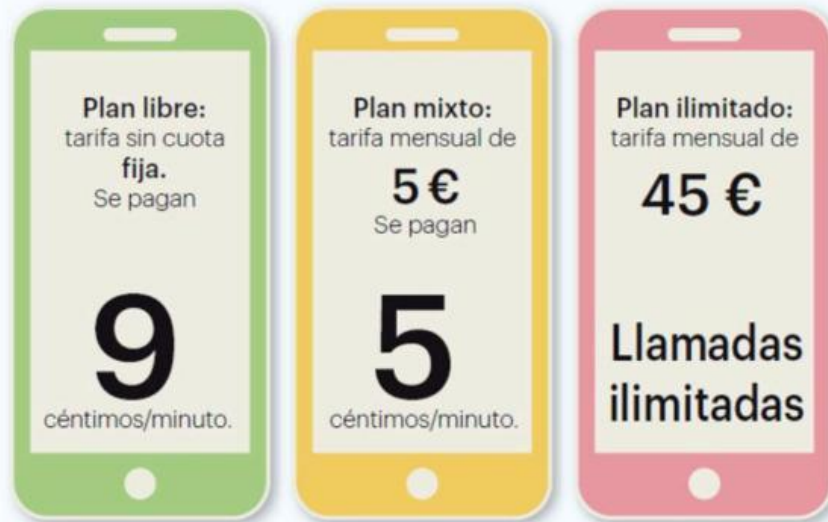 Plan libre:
tarifa sin cuota
fija.
Se pagan
9
céntimos/minuto.
Plan mixto:
tarifa mensual de
5 €
Se pagan
5
céntimos/minuto.
Plan ilimitado:
tarifa mensual de
45 €
Llamadas
ilimitadas